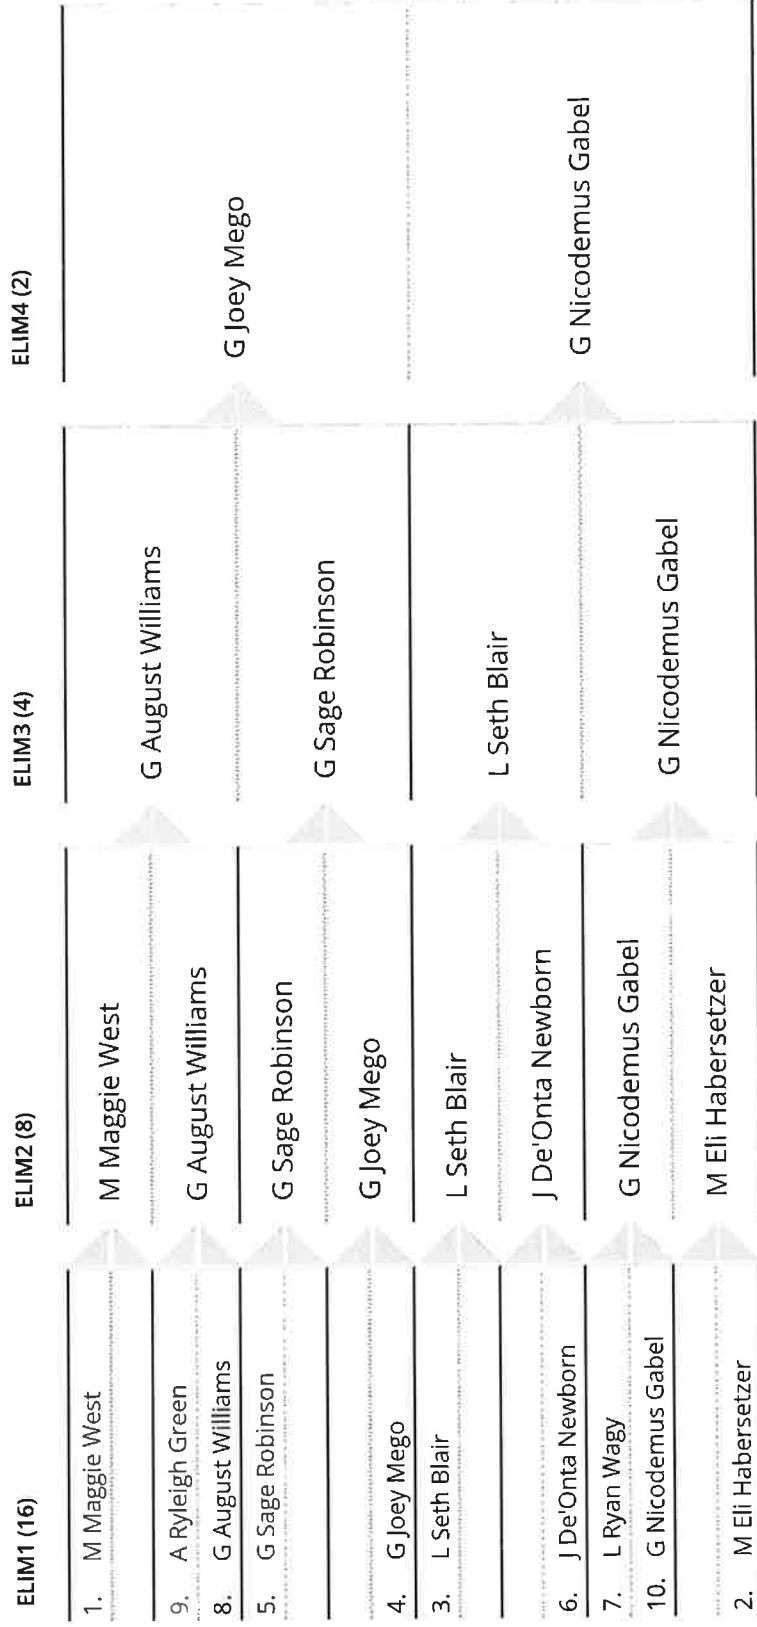 ELIM1 (16)
1. M Maggie West
9. A Ryleigh Green
8. G August Williams
5. G Sage Robinson
4. G Joey Mego
3. L Seth Blair
6. J De'Onta Newborn
7. L Ryan Wagy
10. G Nicodemus Gabel
2. M Eli Habersetzer
ELIM2 (8)
M Maggie West
G August Williams
G Sage Robinson
G Joey Mego
L Seth Blair
J De'Onta Newborn
G Nicodemus Gabel
M Eli Habersetzer
ELIM3 (4)
G August Williams
G Sage Robinson
L Seth Blair
G Nicodemus Gabel
ELIM4 (2)
G Joey Mego
G Nicodemus Gabel